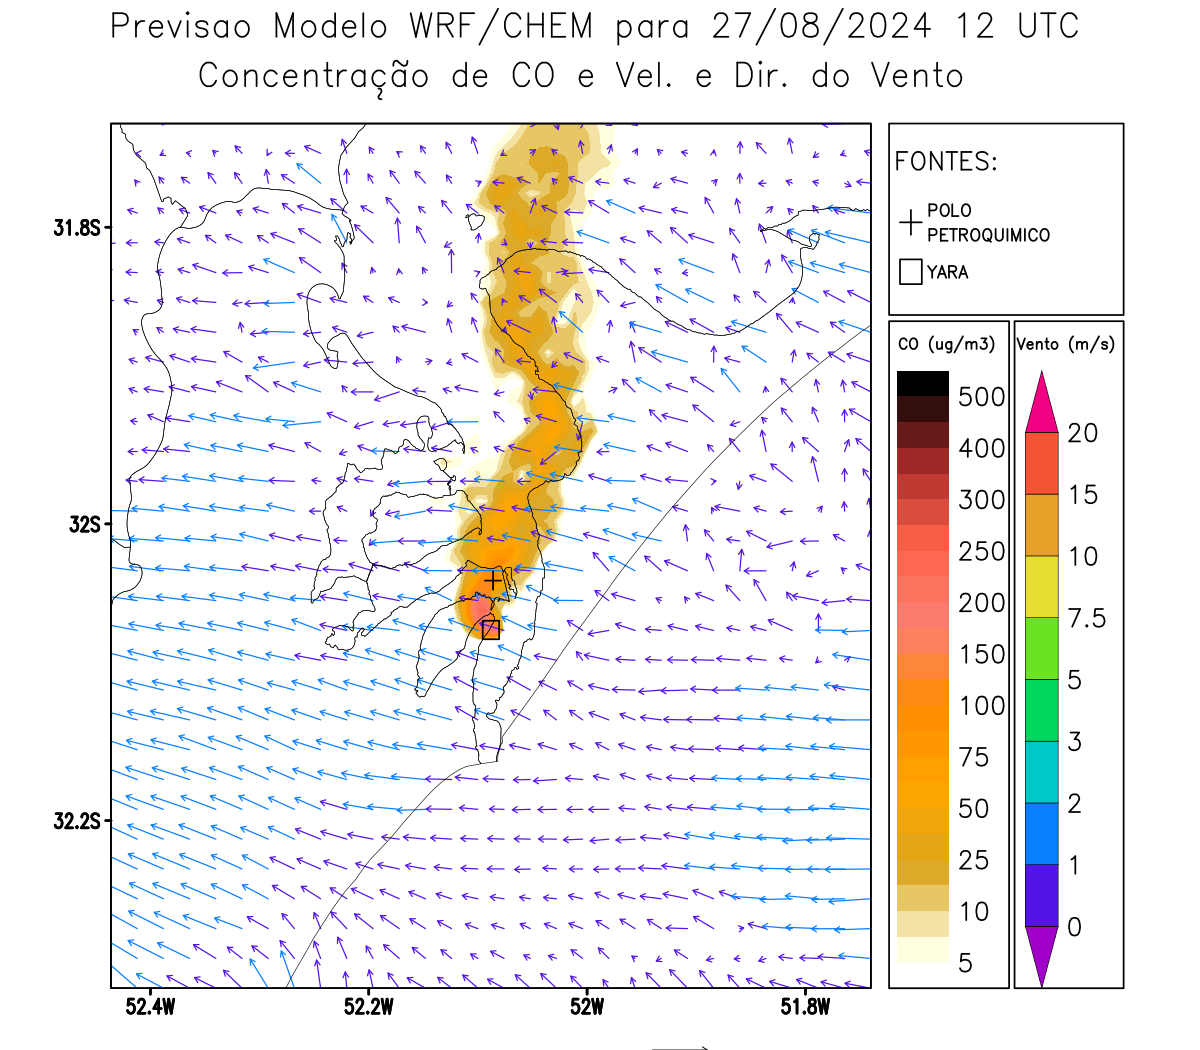 Previsao Modelo WRF/CHEM para 27/08/2024 12 UTC
Concentração de CO e Vel. e Dir. do Vento
FONTES:
POLO
PETROQUIMICO
YARA
CO (ug/m3)
500
400
300
250
200
150
100
75
50
25
10
5
Vento (m/s)
20
15
10
7.5
5
3
2
1
0
31.8S
32S
32.2S
52.4W
52.2W
52W
51.8W